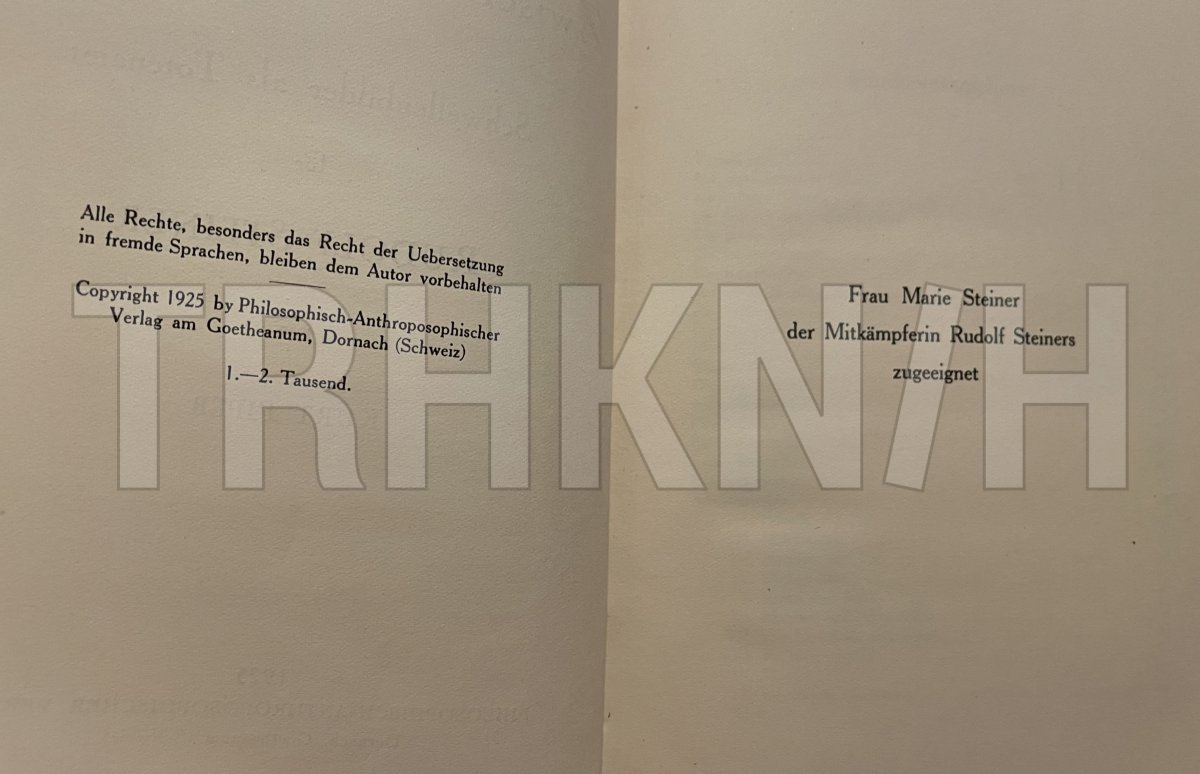 Alle Rechte, besonders das Recht der Uebersetzung
in fremde Sprachen, bleiben dem Autor vorbehalten
Copyright 1925 by Philosophisch-Anthroposophischer
Verlag am Goetheanum, Dornach (Schweiz)
1.—2. Tausend.
Frau Marie Steiner
der Mitkämpferin Rudolf Steiners
zugeeignet
TRHKN/H